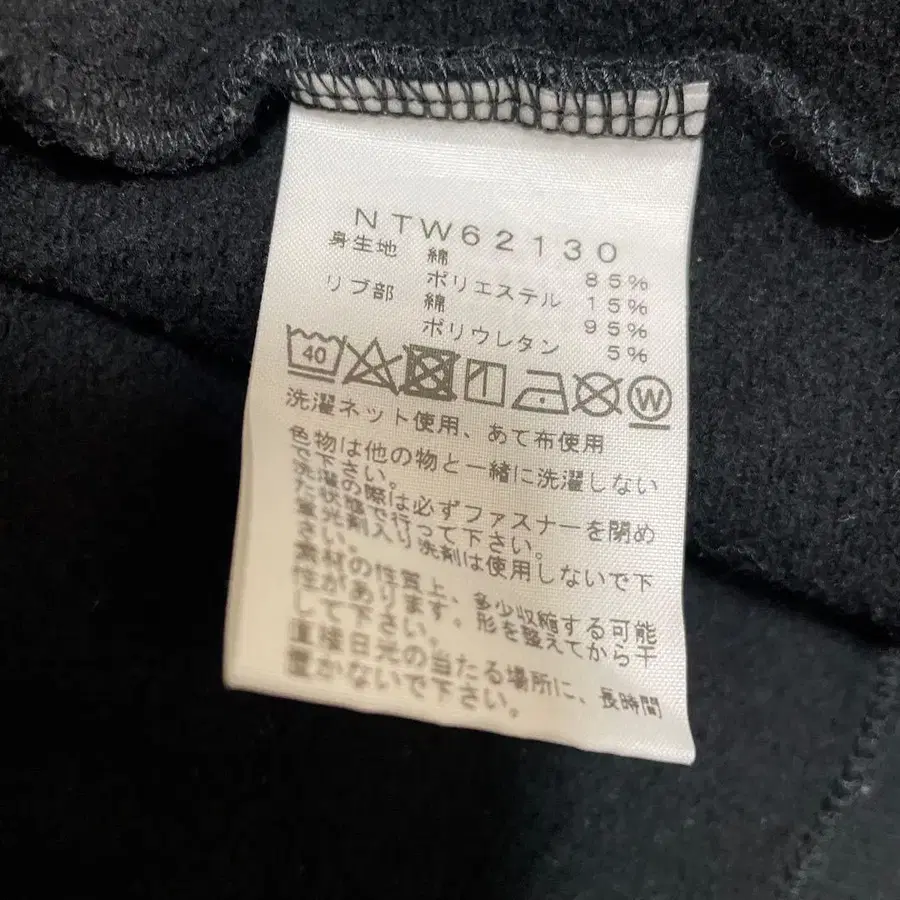 NTW62130
身生地 綿 85%
ポリエステル 15%
リブ部 綿 95%
ポリウレタン 5%
40 W
洗濯ネット使用、あて布使用
色物は他の物と一緒に洗濯しない
で下さい。
洗濯の際は必ずファスナーを閉め
た状態で行って下さい。
蛍光剤入り洗剤は使用しないで下
さい。
素材の性質上、多少収縮する可能
性があります。形を整えてから干
して下さい。
直接日光の当たる場所に、長時間
置かないで下さい。